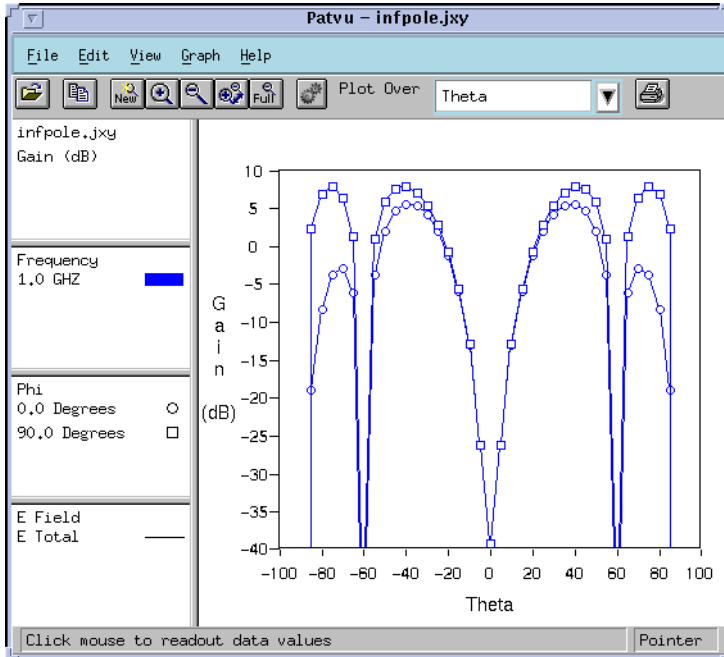 Patvu - infpole.jxy
File Edit View Graph Help
New Full Plot Over Theta
infpole.jxy
Gain (dB)
Frequency
1.0 GHZ
Phi
0.0 Degrees
90.0 Degrees
E Field
E Total
10
5
0
-5
-10
-15
-20
-25
-30
-35
-40
Gain
(dB)
-100 -80 -60 -40 -20 0 20 40 60 80 100
Theta
Click mouse to readout data values Pointer